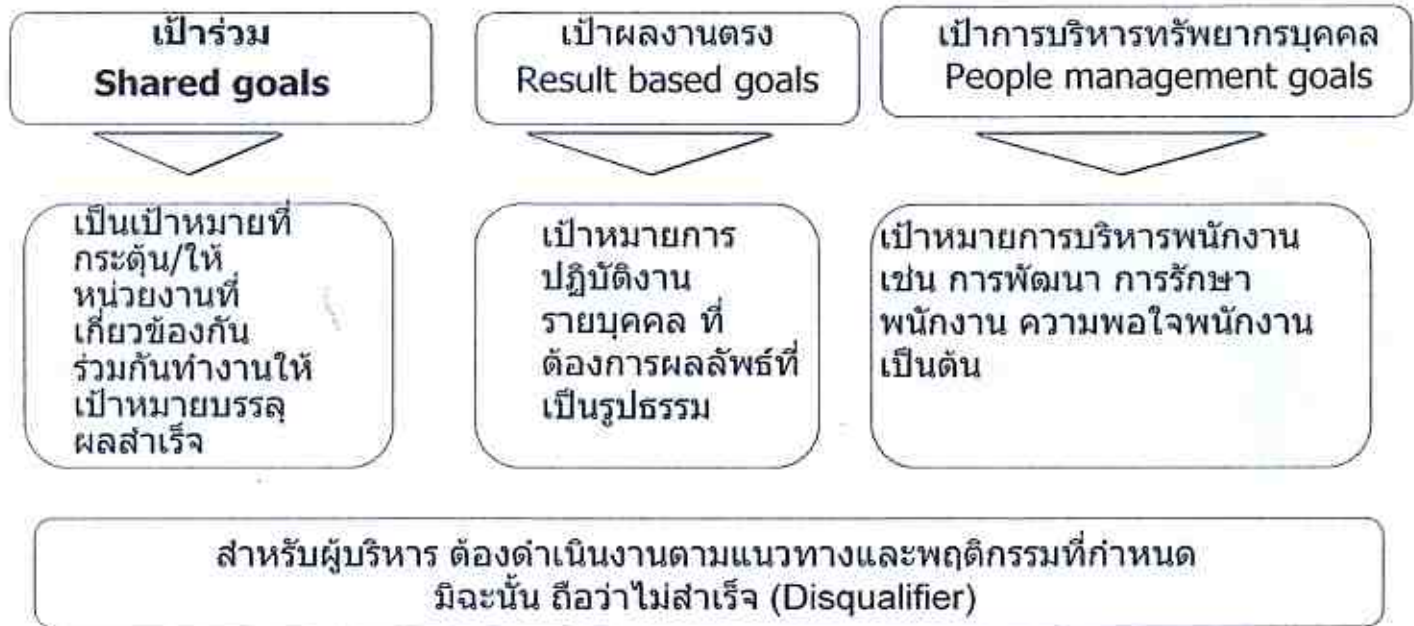 เป้าร่วม
Shared goals
เป้าผลงานตรง
Result based goals
เป้าการบริหารทรัพยากรบุคคล
People management goals
เป็นเป้าหมายที่
กระตุ้น/ให้
หน่วยงานที่
เกี่ยวข้องกัน
ร่วมกันทำงานให้
เป้าหมายบรรลุ
ผลสำเร็จ
เป้าหมายการ
ปฏิบัติงาน
รายบุคคล ที่
ต้องการผลลัพธ์ที่
เป็นรูปธรรม
เป้าหมายการบริหารพนักงาน
เช่น การพัฒนา การรักษา
พนักงาน ความพอใจพนักงาน
เป็นต้น
สำหรับผู้บริหาร ต้องดำเนินงานตามแนวทางและพฤติกรรมที่กำหนด
มิฉะนั้น ถือว่าไม่สำเร็จ (Disqualifier)